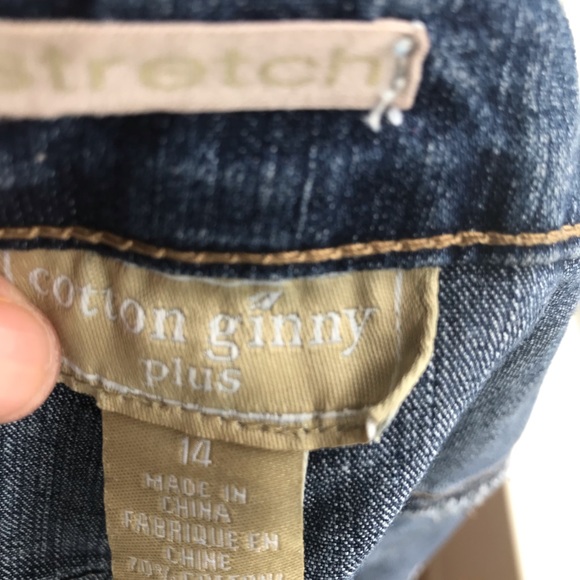 stretch
cotton ginny
plus
14
MADE IN
CHINA
FABRIQUE EN
CHINE